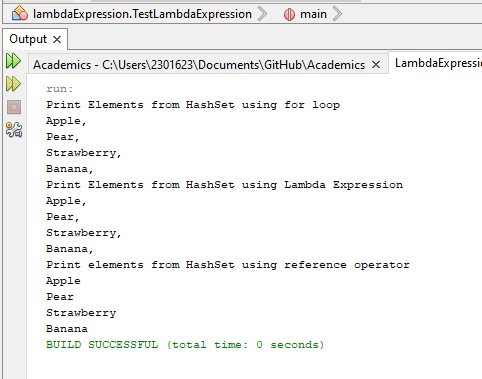 lambdaExpression.TestLambdaExpression main
Output
Academics - C:\Users\2301623\Documents\GitHub\Academics LambdaExpressi
run:
Print Elements from HashSet using for loop
Apple,
Pear,
Strawberry,
Banana,
Print Elements from HashSet using Lambda Expression
Apple,
Pear,
Strawberry,
Banana,
Print elements from HashSet using reference operator
Apple
Pear
Strawberry
Banana
BUILD SUCCESSFUL (total time: 0 seconds)